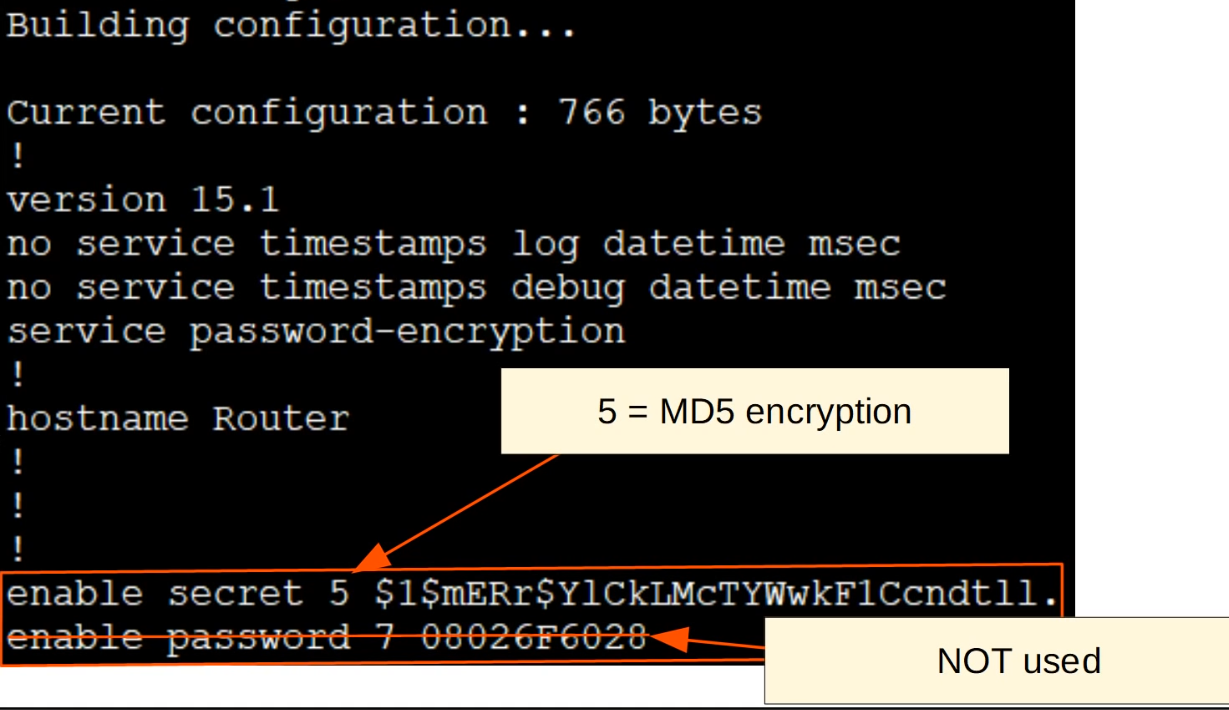 Building configuration...
Current configuration : 766 bytes
!
version 15.1
no service timestamps log datetime msec
no service timestamps debug datetime msec
service password-encryption
!
5 = MD5 encryption
hostname Router
!
!
!
enable secret 5 $1$mERr$YlCkLMcTYWwkF1Ccndtll.
enable password 7 08026F6028
NOT used